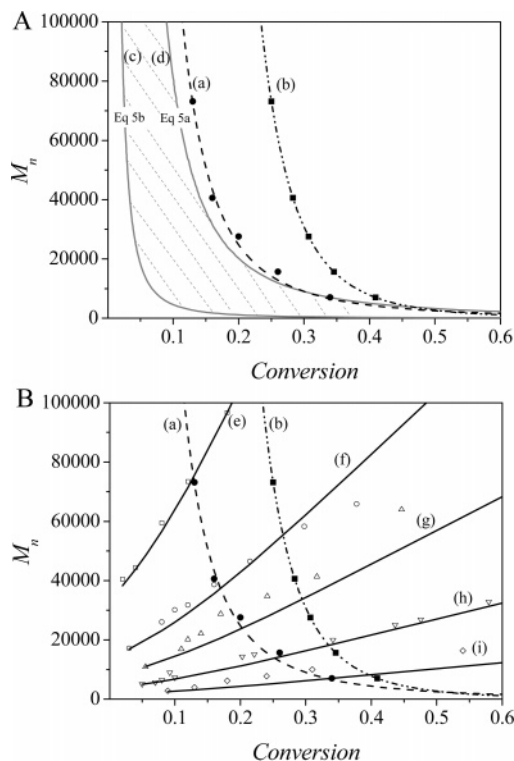 A
100000
80000
60000
40000
20000
0
Mn
(c)
(d)
(a)
(b)
Eq 5b
Eq 5a
0.1 0.2 0.3 0.4 0.5 0.6
Conversion
B
100000
80000
60000
40000
20000
0
Mn
(a)
(e)
(b)
(f)
(g)
(h)
(i)
0.1 0.2 0.3 0.4 0.5 0.6
Conversion